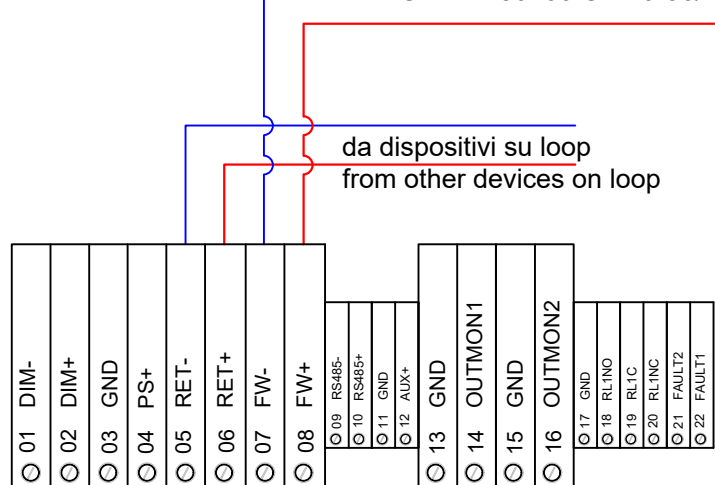 da dispositivi su loop
from other devices on loop
01 DIM-
02 DIM+
03 GND
04 PS+
05 RET-
06 RET+
07 FW-
08 FW+
09 RS485-
10 RS485+
11 GND
12 AUX+
13 GND
14 OUTMON1
15 GND
16 OUTMON2
17 GND
18 RL1NO
19 RL1C
20 RL1NC
21 FAULT2
22 FAULT1